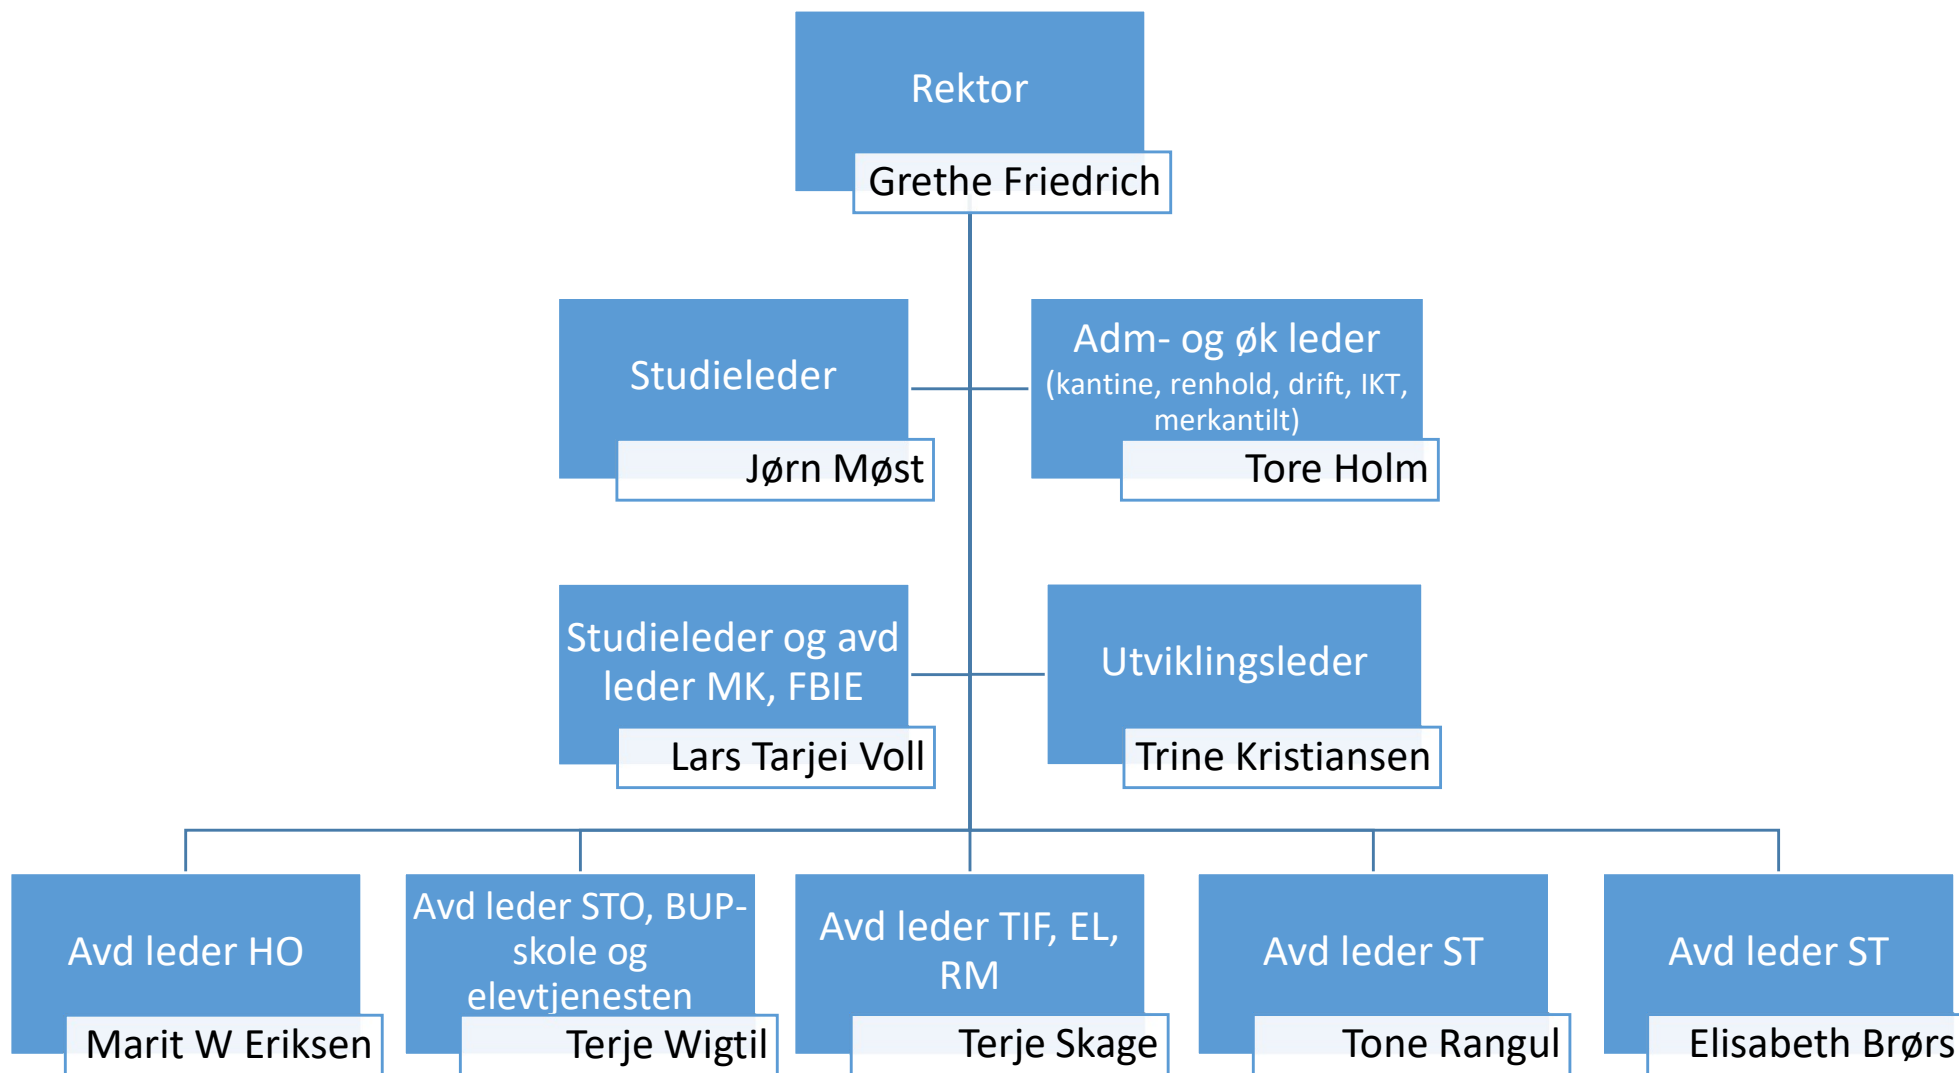 Rektor
Grethe Friedrich
Studieleder
Jørn Møst
Adm- og øk leder
(kantine, renhold, drift, IKT,
merkantilt)
Tore Holm
Studieleder og avd
leder MK, FBIE
Lars Tarjei Voll
Utviklingsleder
Trine Kristiansen
Avd leder HO
Marit W Eriksen
Avd leder STO, BUP-
skole og
elevtjenesten
Terje Wigtil
Avd leder TIF, EL,
RM
Terje Skage
Avd leder ST
Tone Rangul
Avd leder ST
Elisabeth Brørs